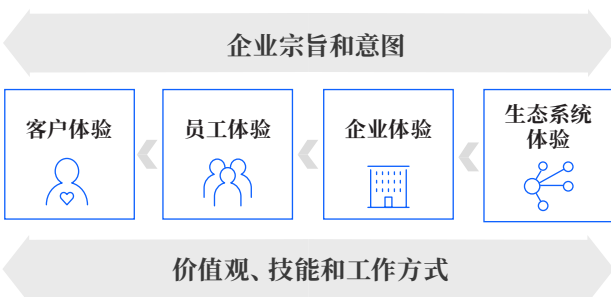 企业宗旨和意图
客户体验
员工体验
企业体验
生态系统
体验
价值观、技能和工作方式